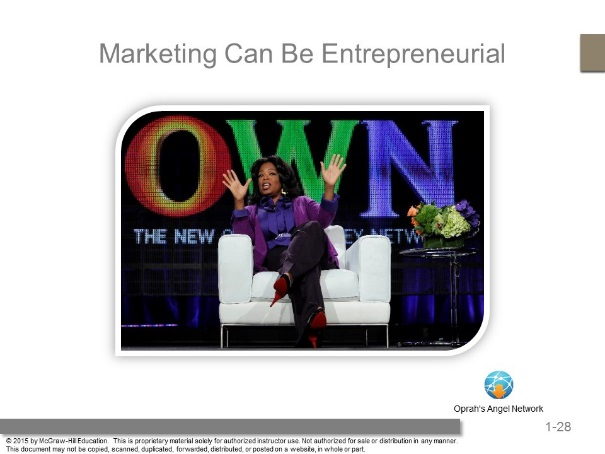 Marketing Can Be Entrepreneurial
OWN
THE NEW
NETW
Oprah's Angel Network
1-28
© 2015 by McGraw-Hill Education. This is proprietary material solely for authorized instructor use. Not authorized for sale or distribution in any manner.
This document may not be copied, scanned, duplicated, forwarded, distributed, or posted on a website, in whole or part.